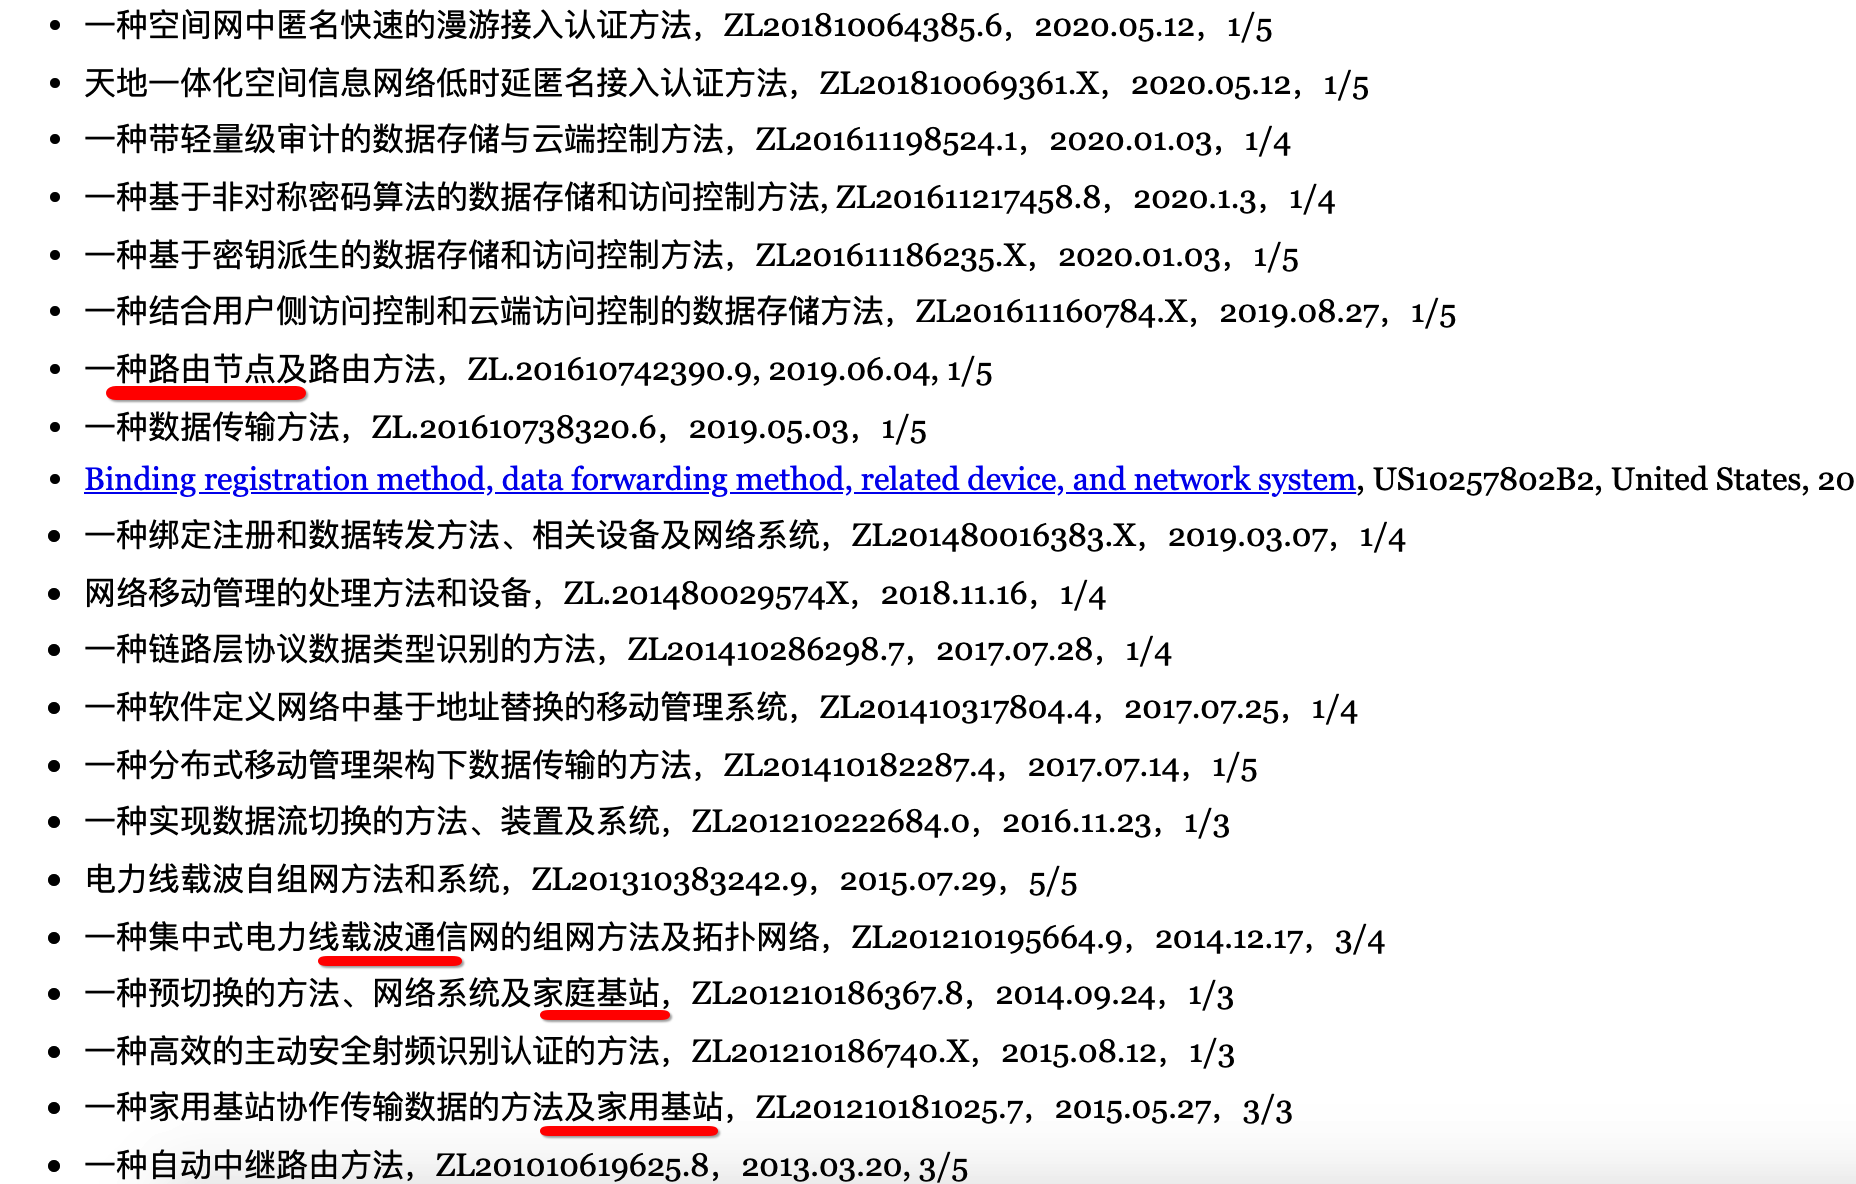 • 一种空间网中匿名快速的漫游接入认证方法，ZL201810064385.6，2020.05.12，1/5
• 天地一体化空间信息网络低时延匿名接入认证方法，ZL201810069361.X，2020.05.12，1/5
• 一种带轻量级审计的数据存储与云端控制方法，ZL201611198524.1，2020.01.03，1/4
• 一种基于非对称密码算法的数据存储和访问控制方法, ZL201611217458.8，2020.1.3，1/4
• 一种基于密钥派生的数据存储和访问控制方法，ZL201611186235.X，2020.01.03，1/5
• 一种结合用户侧访问控制和云端访问控制的数据存储方法，ZL201611160784.X，2019.08.27，1/5
• 一种路由节点及路由方法，ZL.201610742390.9, 2019.06.04, 1/5
• 一种数据传输方法，ZL.201610738320.6，2019.05.03，1/5
• Binding registration method, data forwarding method, related device, and network system, US10257802B2, United States, 20
• 一种绑定注册和数据转发方法、相关设备及网络系统，ZL201480016383.X，2019.03.07，1/4
• 网络移动管理的处理方法和设备，ZL.201480029574X，2018.11.16，1/4
• 一种链路层协议数据类型识别的方法，ZL201410286298.7，2017.07.28，1/4
• 一种软件定义网络中基于地址替换的移动管理系统，ZL201410317804.4，2017.07.25，1/4
• 一种分布式移动管理架构下数据传输的方法，ZL201410182287.4，2017.07.14，1/5
• 一种实现数据流切换的方法、装置及系统，ZL201210222684.0，2016.11.23，1/3
• 电力线载波自组网方法和系统，ZL201310383242.9，2015.07.29，5/5
• 一种集中式电力线载波通信网的组网方法及拓扑网络，ZL201210195664.9，2014.12.17，3/4
• 一种预切换的方法、网络系统及家庭基站，ZL201210186367.8，2014.09.24，1/3
• 一种高效的主动安全射频识别认证的方法，ZL201210186740.X，2015.08.12，1/3
• 一种家用基站协作传输数据的方法及家用基站，ZL201210181025.7，2015.05.27，3/3
• 一种自动中继路由方法，ZL201010619625.8，2013.03.20, 3/5